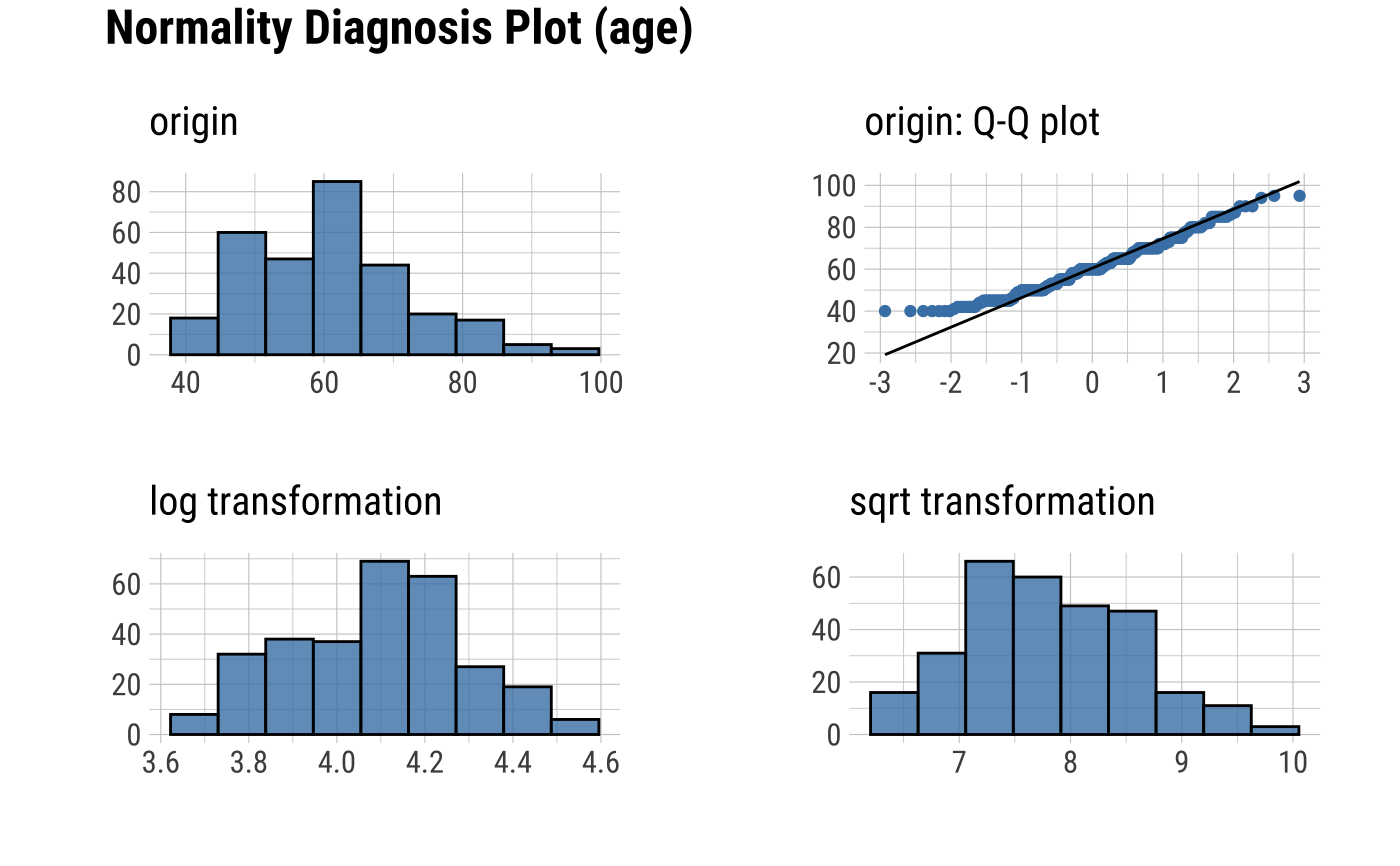 Normality Diagnosis Plot (age)
origin
80
60
40
20
0
40 60 80 100
origin: Q-Q plot
100
80
60
40
20
-3 -2 -1 0 1 2 3
log transformation
60
40
20
0
3.6 3.8 4.0 4.2 4.4 4.6
sqrt transformation
60
40
20
0
7 8 9 10